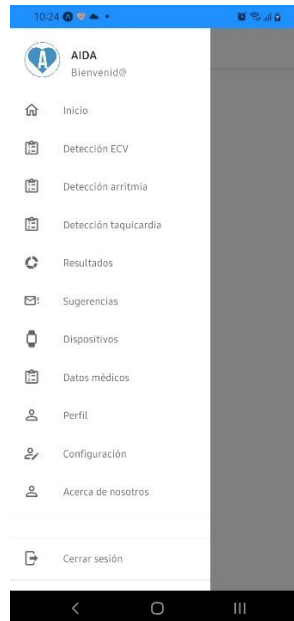 10:24
AIDA
Bienvenid@
Inicio
Detección ECV
Detección arritmia
Detección taquicardia
Resultados
Sugerencias
Dispositivos
Datos médicos
Perfil
Configuración
Acerca de nosotros
Cerrar sesión